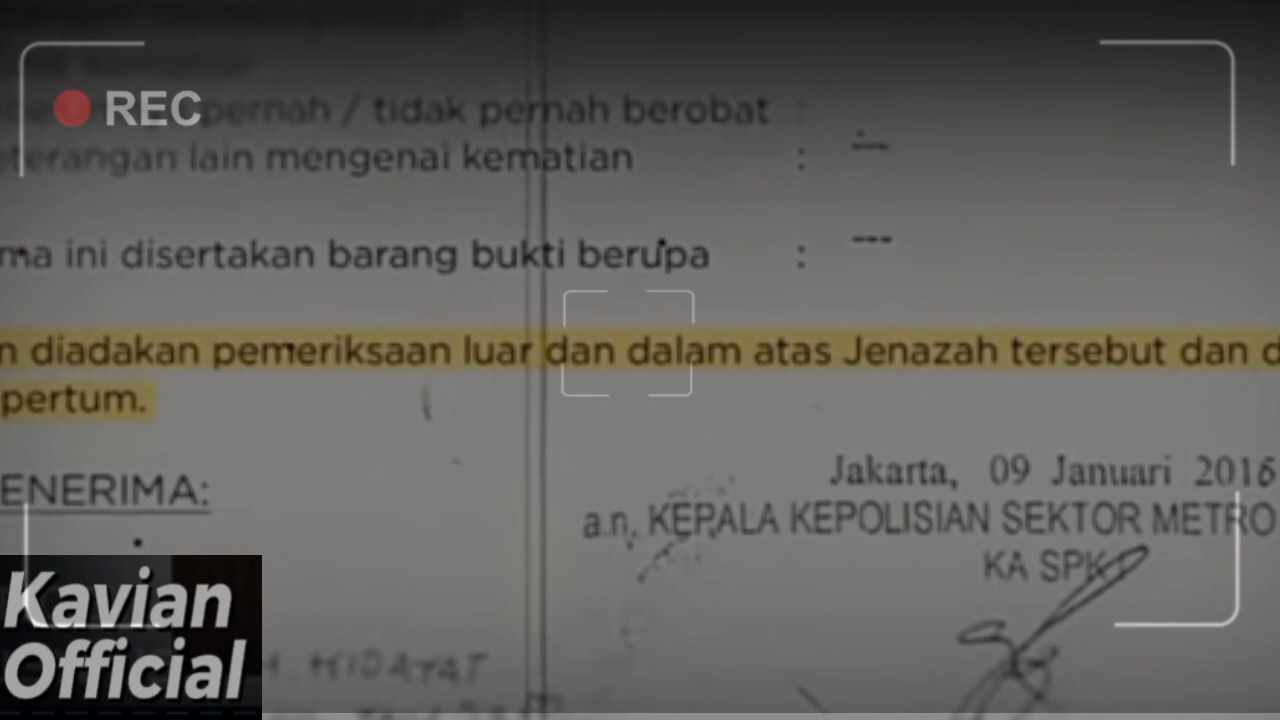 REC
pernah / tidak pernah berobat :
eterangan lain mengenai kematian : ---
ma ini disertakan barang bukti berupa : ---
n diadakan pemeriksaan luar dan dalam atas Jenazah tersebut dan d
pertum.
Jakarta, 09 Januari 2016
ENERIMA:
a.n. KEPALA KEPOLISIAN SEKTOR METRO
KA SPK
HIDAYAT
Kavian
Official